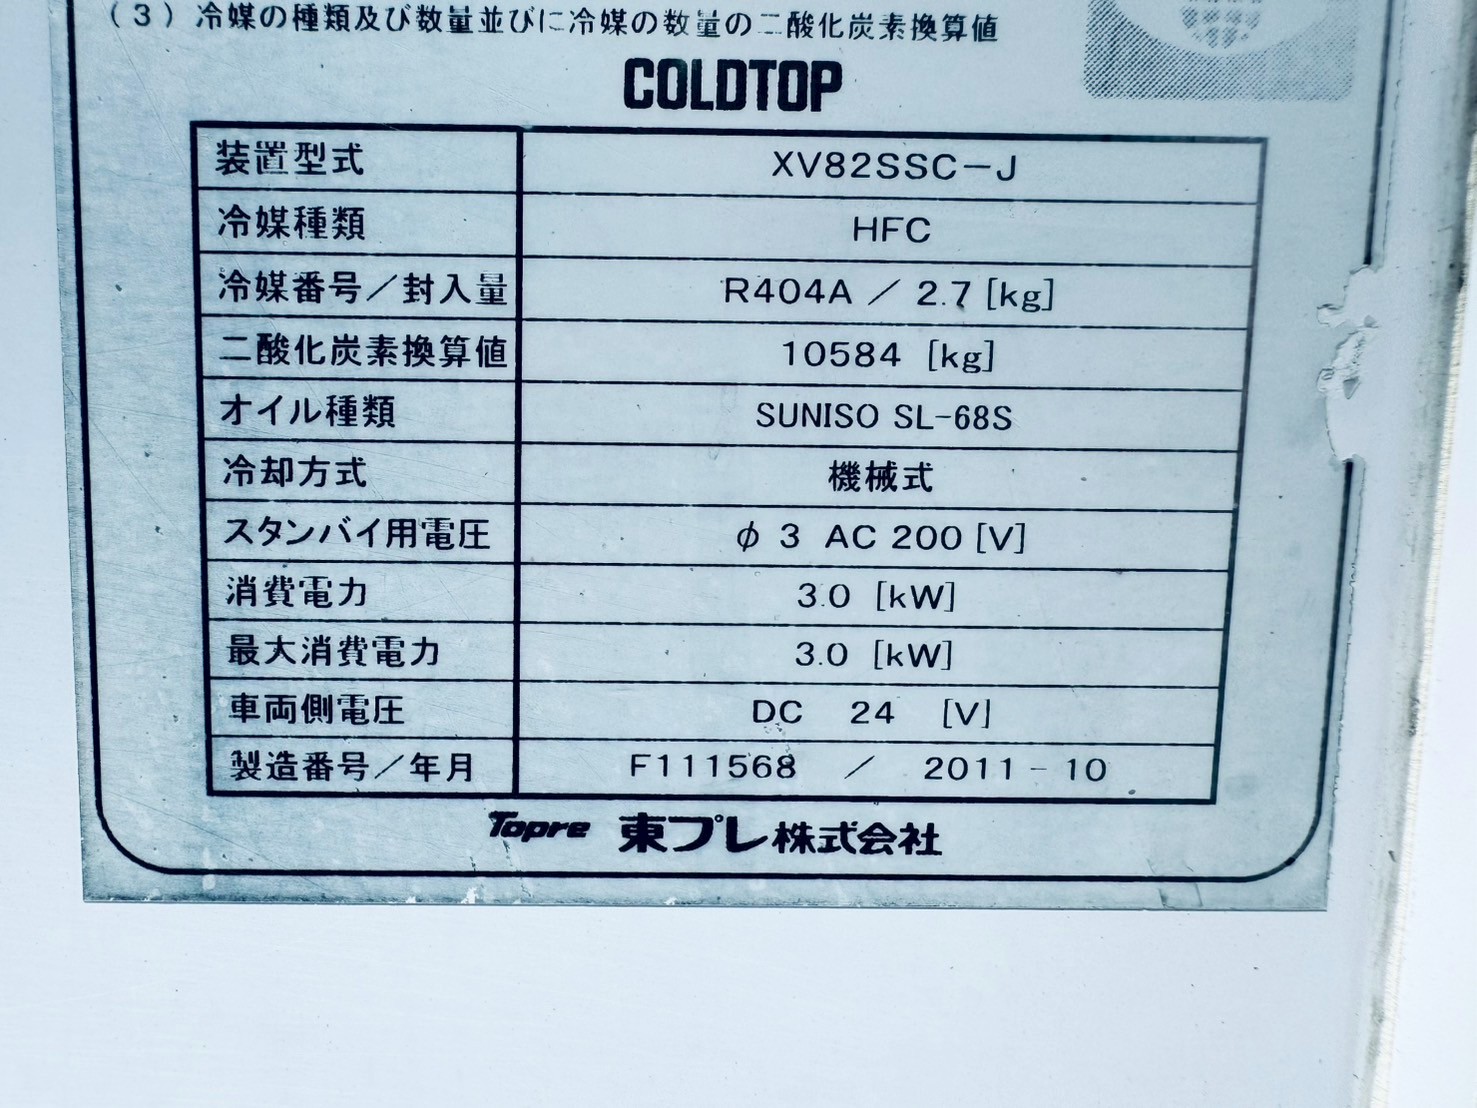 (3) 冷媒の種類及び数量並びに冷媒の数量の二酸化炭素換算値
COLDTOP
装置型式 XV82SSC-J
冷媒種類 HFC
冷媒番号/封入量 R404A / 2.7 [kg]
二酸化炭素換算値 10584 [kg]
オイル種類 SUNISO SL-68S
冷却方式 機械式
スタンバイ用電圧 φ 3 AC 200 [V]
消費電力 3.0 [kW]
最大消費電力 3.0 [kW]
車両側電圧 DC 24 [V]
製造番号/年月 F111568 / 2011-10
Topre 東プレ株式会社